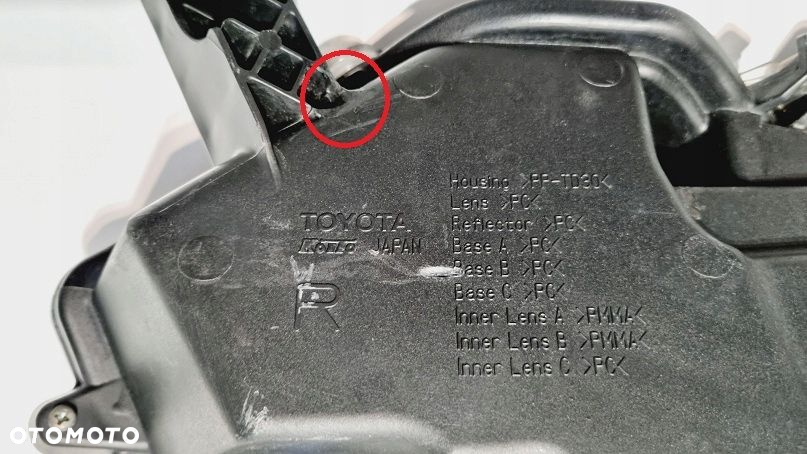 Housing >PP-TD30<
Lens >PC<
Reflector >PC<
Base A >PC<
Base B >PC<
Base C >PC<
Inner Lens A >PMMA<
Inner Lens B >PMMA<
Inner Lens C >PC<
TOYOTA
KOITO JAPAN
R
OTOMOTO